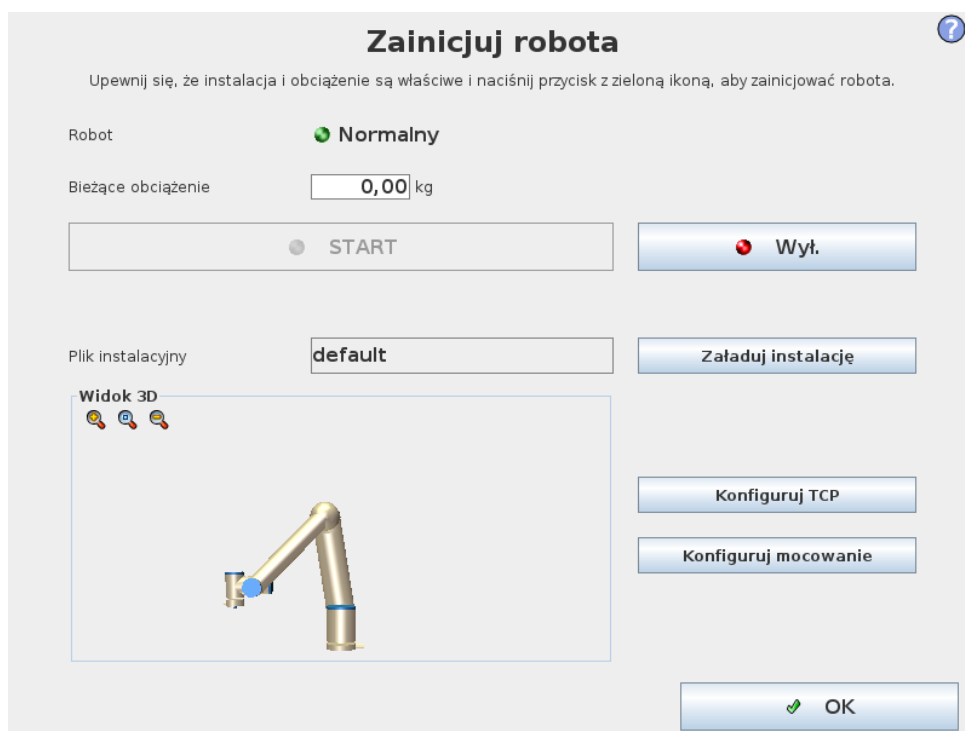 Zainicjuj robota
?
Upewnij się, że instalacja i obciążenie są właściwe i naciśnij przycisk z zieloną ikoną, aby zainicjować robota.
Robot Normalny
Bieżące obciążenie 0,00 kg
START Wył.
Plik instalacyjny default Załaduj instalację
Widok 3D
Konfiguruj TCP
Konfiguruj mocowanie
OK